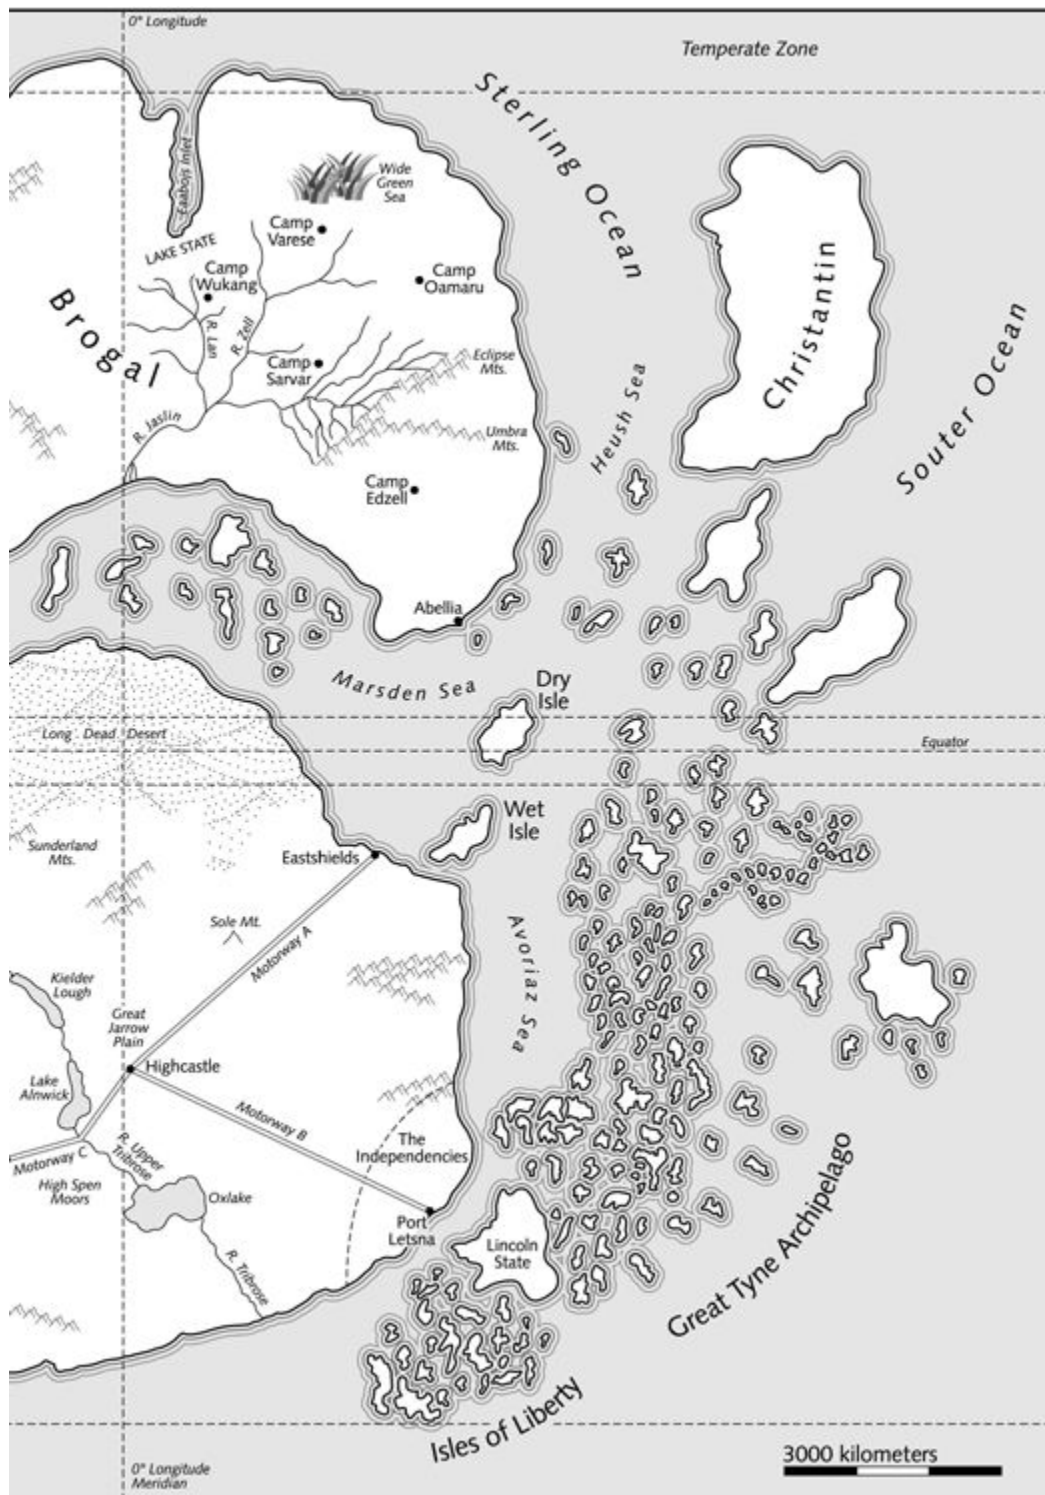 0° Longitude
Temperate Zone
Sterling Ocean
Eaabojs Inlet
Wide
Green
Sea
Camp
Varese
LAKE STATE
Camp
Wukang
Camp
Oamaru
Christantin
Brogal
R. Lan
R. Zell
Camp
Sarvar
Eclipse
Mts.
Heush Sea
Souter Ocean
R. Jaslin
Umbra
Mts.
Camp
Edzell
Abellia
Marsden Sea
Dry
Isle
Long Dead Desert
Equator
Wet
Isle
Sunderland
Mts.
Eastshields
Sole Mt.
Motorway A
Avoriaz Sea
Kielder
Lough
Great
Jarrow
Plain
Highcastle
Lake
Alnwick
Motorway B
The
Independencies
Motorway C
R. Upper
Tribrose
High Spen
Moors
Oxlake
Port
Letsna
Lincoln
State
R. Tribrose
Great Tyne Archipelago
Isles of Liberty
3000 kilometers
0° Longitude
Meridian